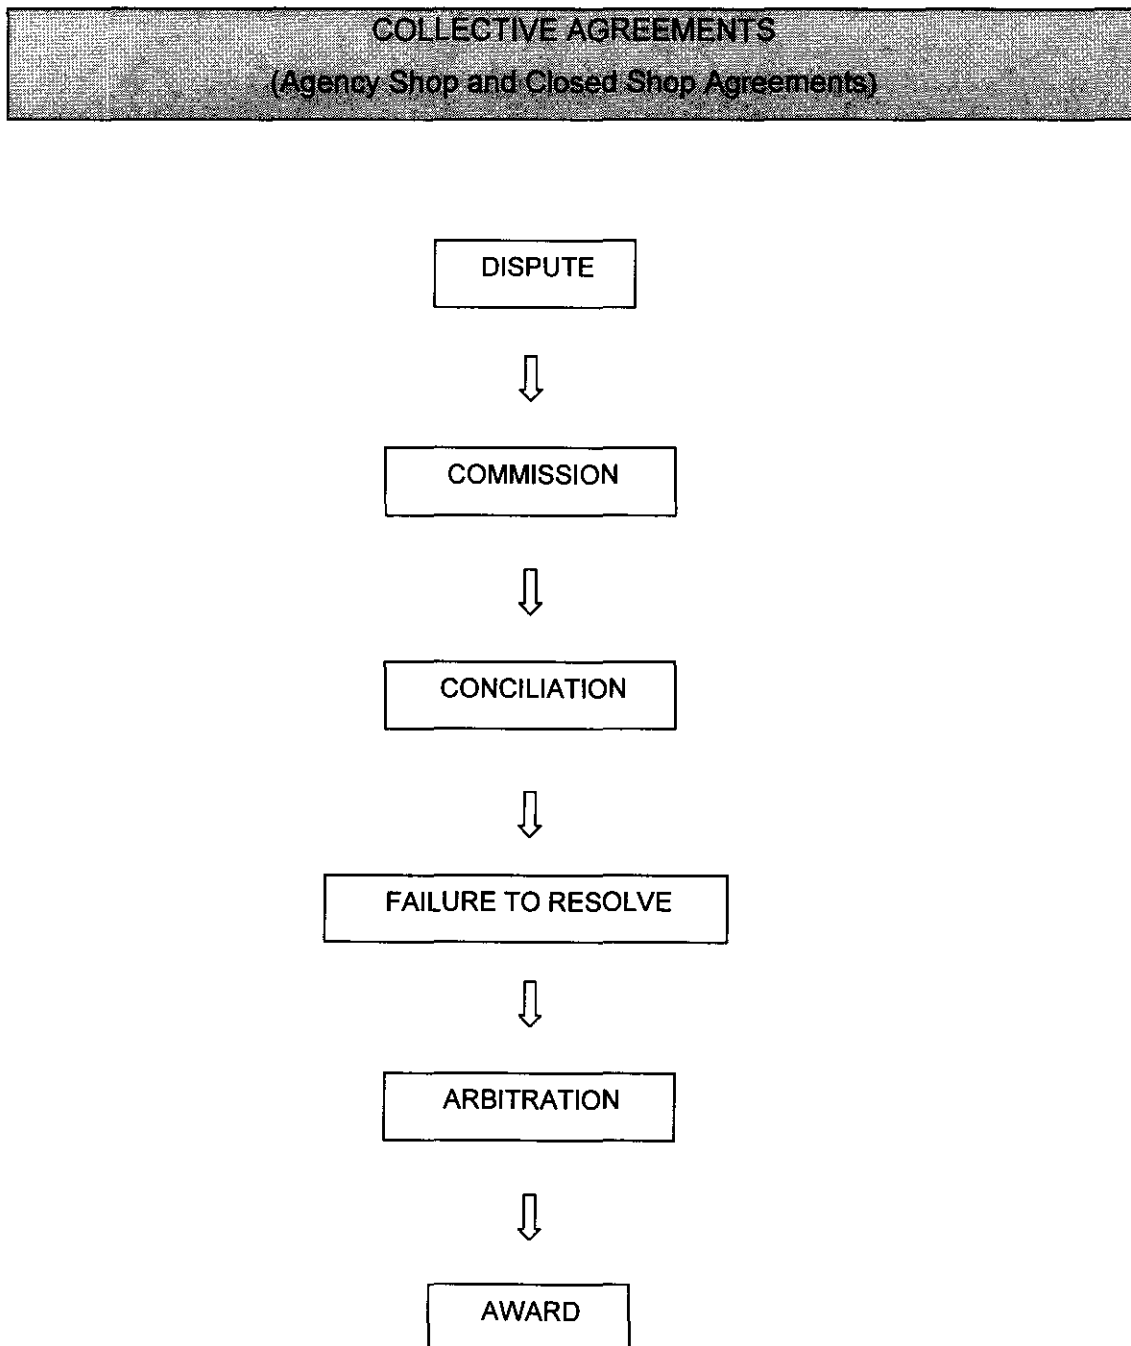 COLLECTIVE AGREEMENTS
(Agency Shop and Closed Shop Agreements)
DISPUTE
COMMISSION
CONCILIATION
FAILURE TO RESOLVE
ARBITRATION
AWARD